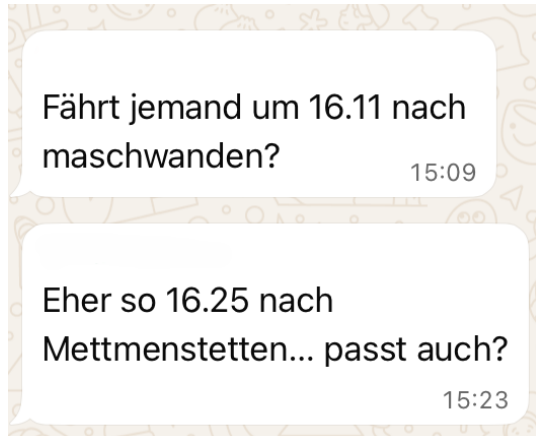 Fährt jemand um 16.11 nach
maschwanden?
15:09
Eher so 16.25 nach
Mettmenstetten... passt auch?
15:23